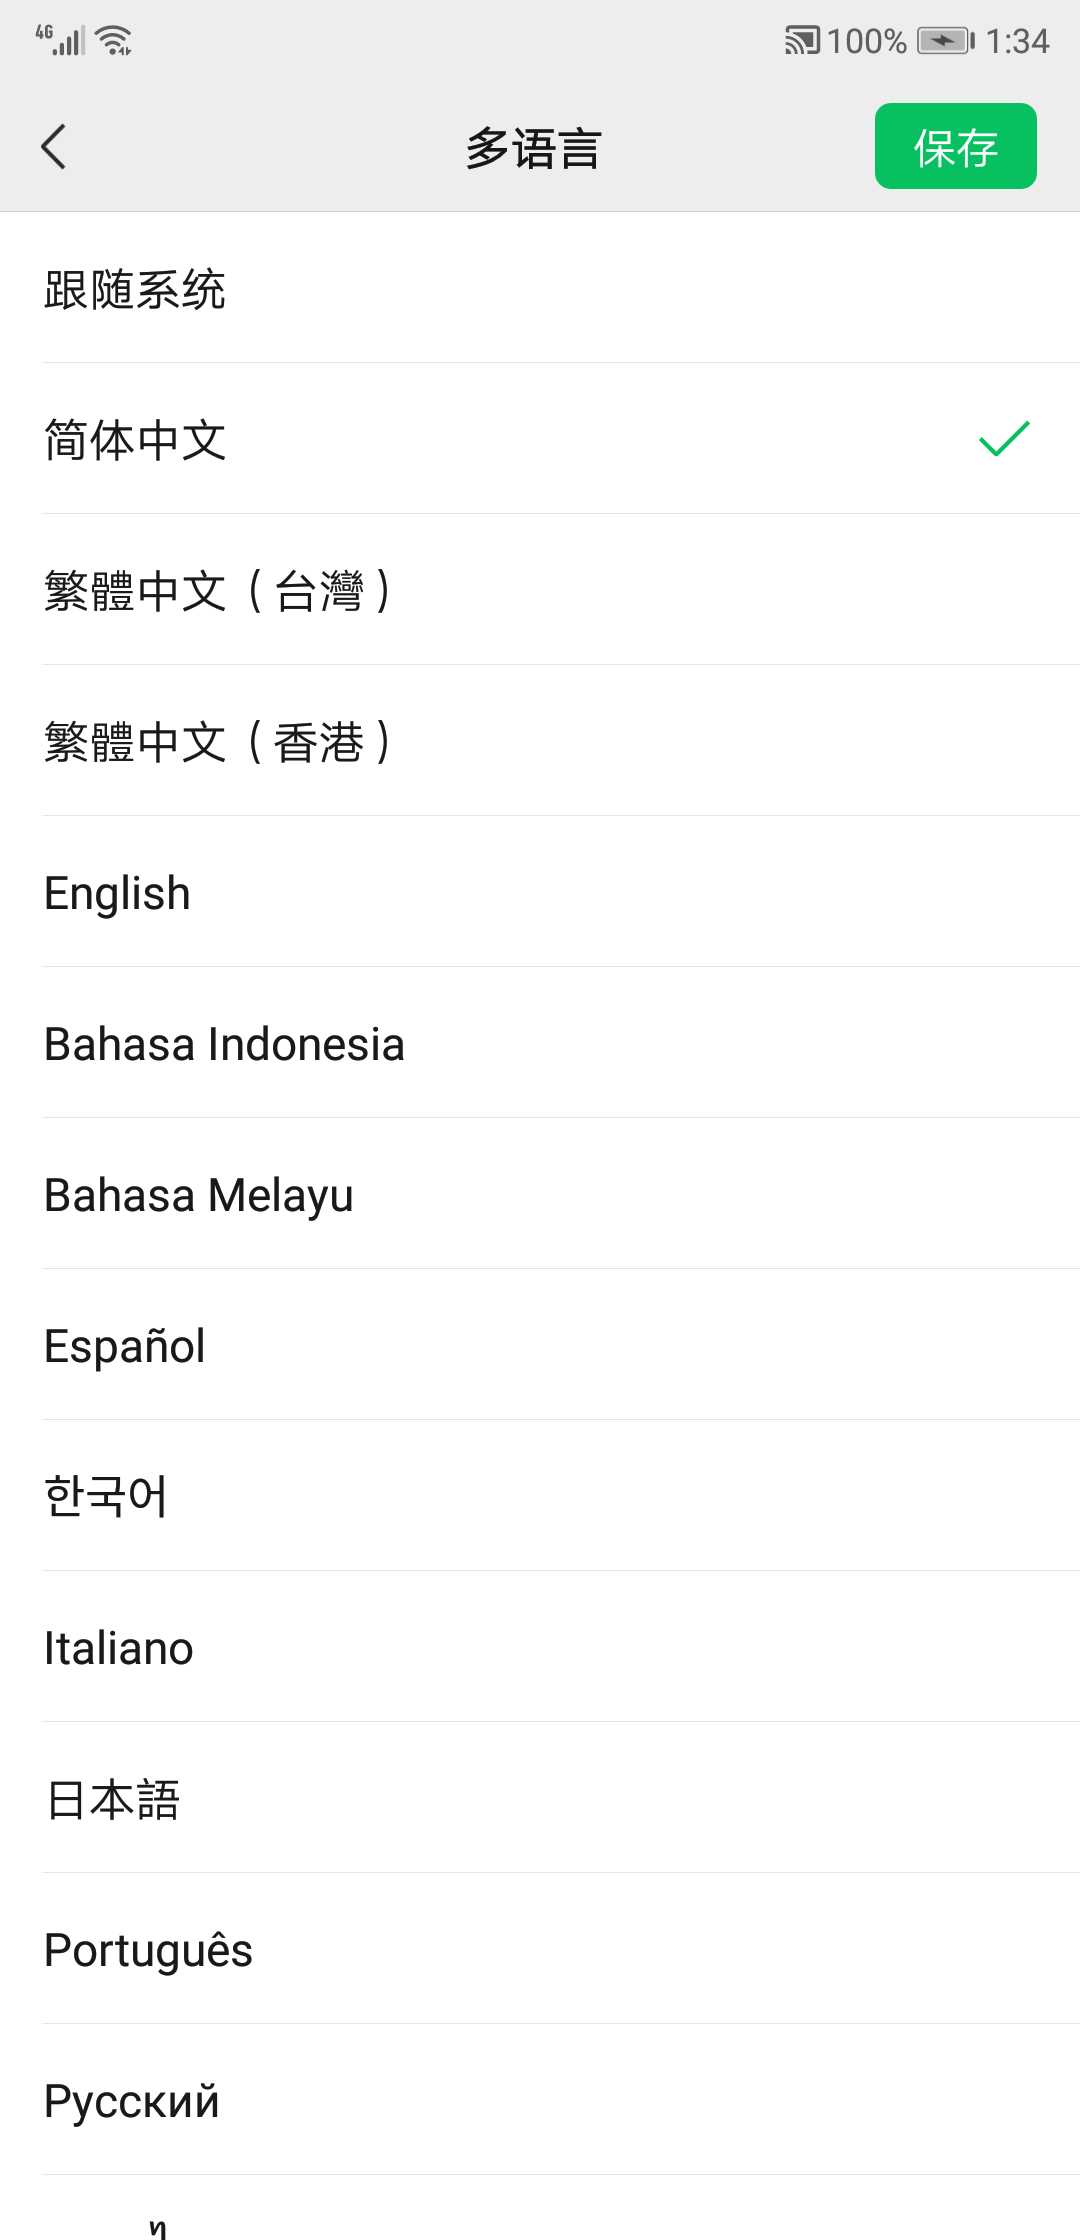 4G 100% 1:34
多语言 保存
跟随系统
简体中文
繁體中文（台灣）
繁體中文（香港）
English
Bahasa Indonesia
Bahasa Melayu
Español
한국어
Italiano
日本語
Português
Русский